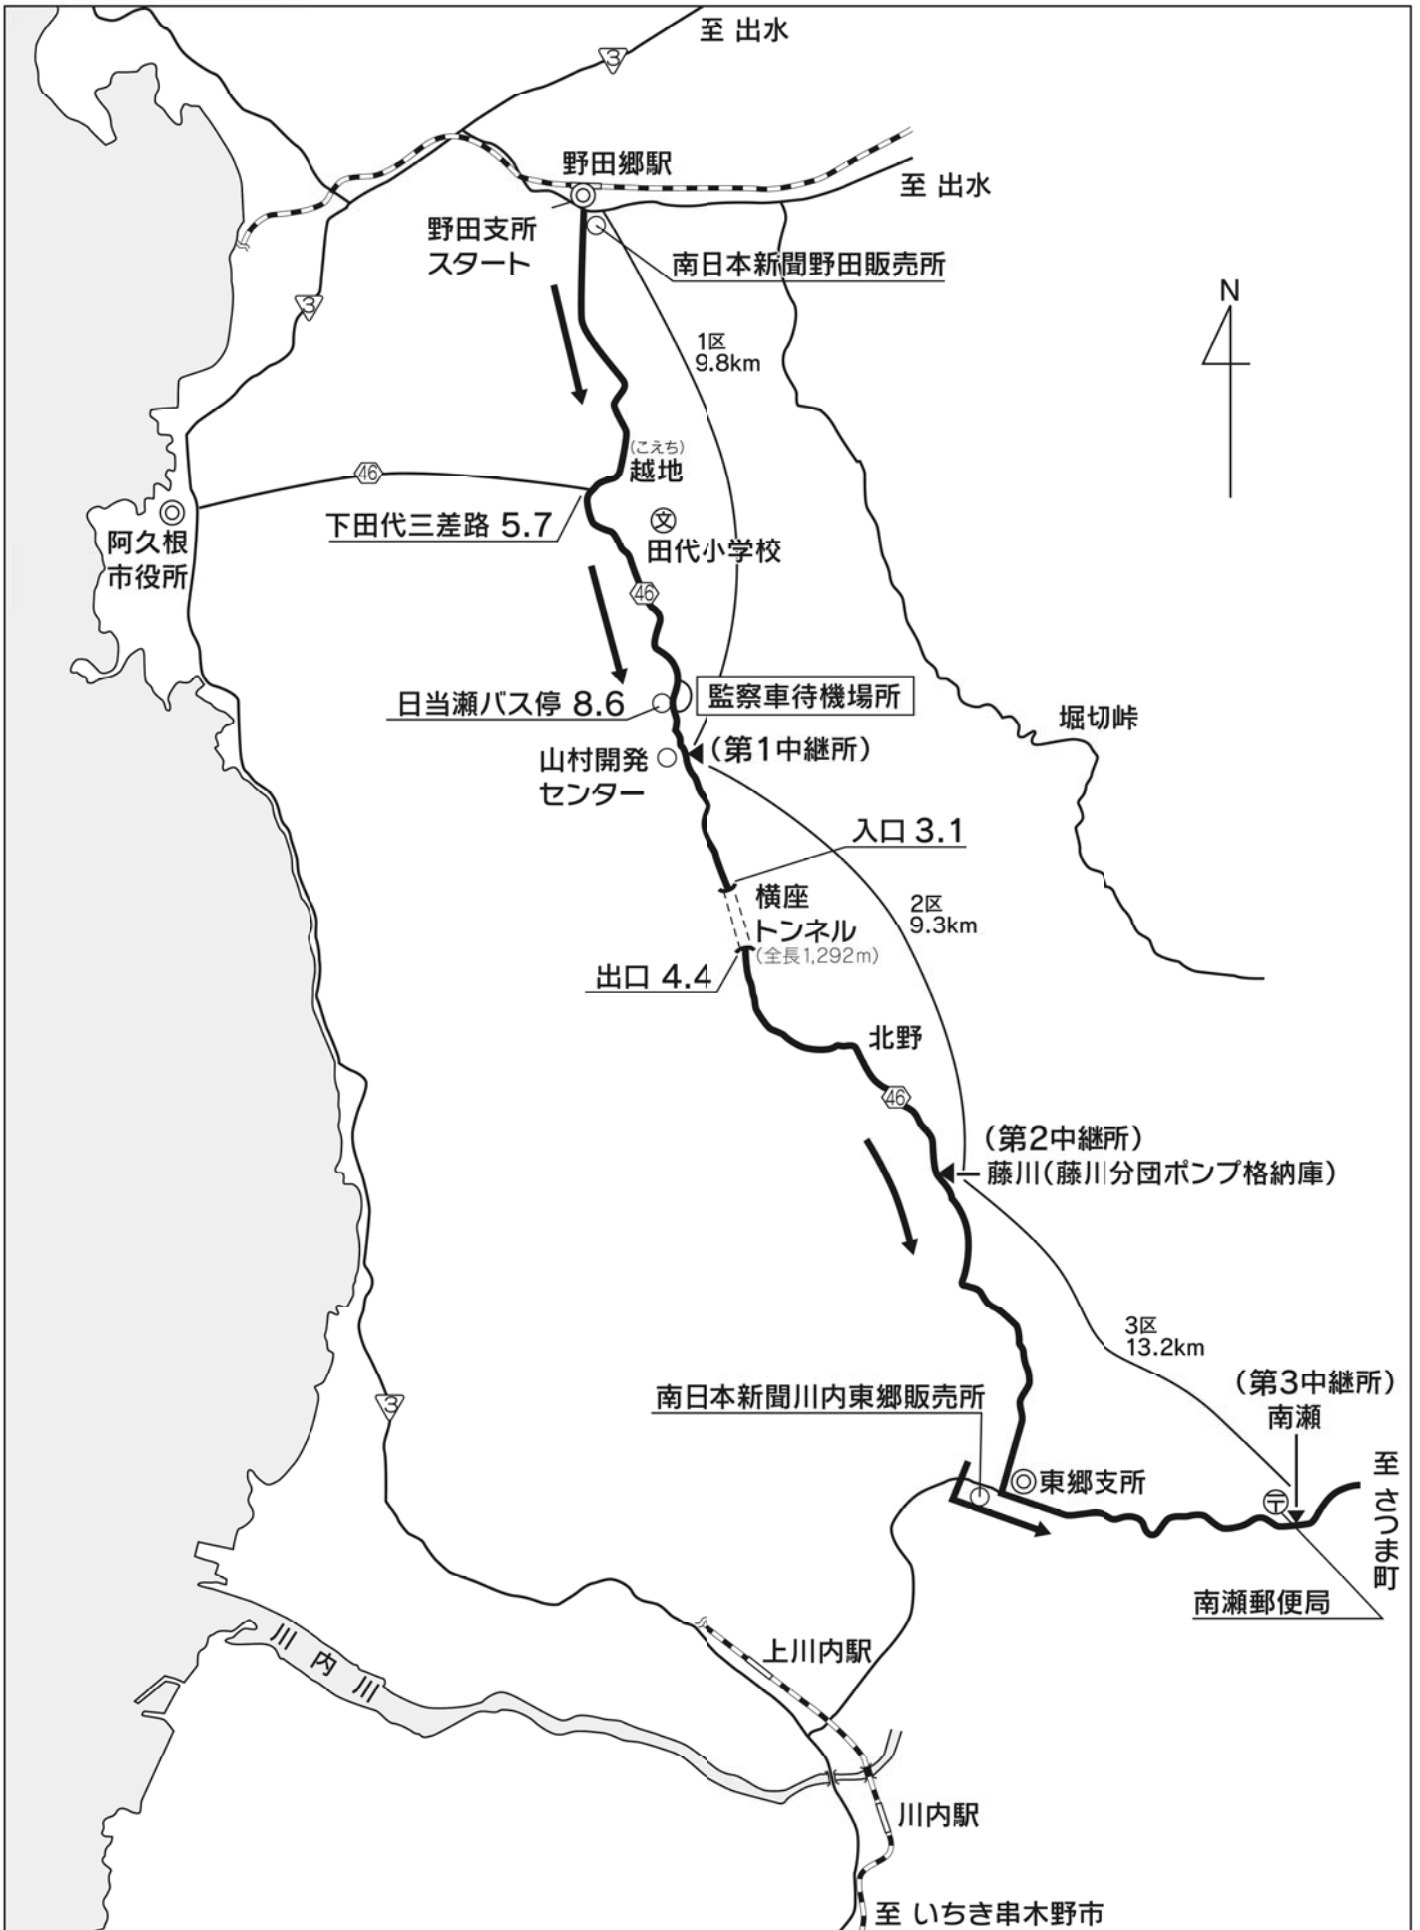 至 出水
3
野田郷駅
至 出水
野田支所
スタート
南日本新聞野田販売所
N
3
1区
9.8km
(こえち)
越地
46
下田代三差路 5.7
文
田代小学校
阿久根
市役所
46
日当瀬バス停 8.6
監察車待機場所
堀切峠
(第1中継所)
山村開発
センター
入口 3.1
横座
トンネル
(全長1,292m)
2区
9.3km
出口 4.4
北野
46
(第2中継所)
藤川(藤川分団ポンプ格納庫)
3区
13.2km
(第3中継所)
南瀬
南日本新聞川内東郷販売所
3
東郷支所
〒
至 さつま町
南瀬郵便局
川内川
上川内駅
川内駅
至 いちき串木野市